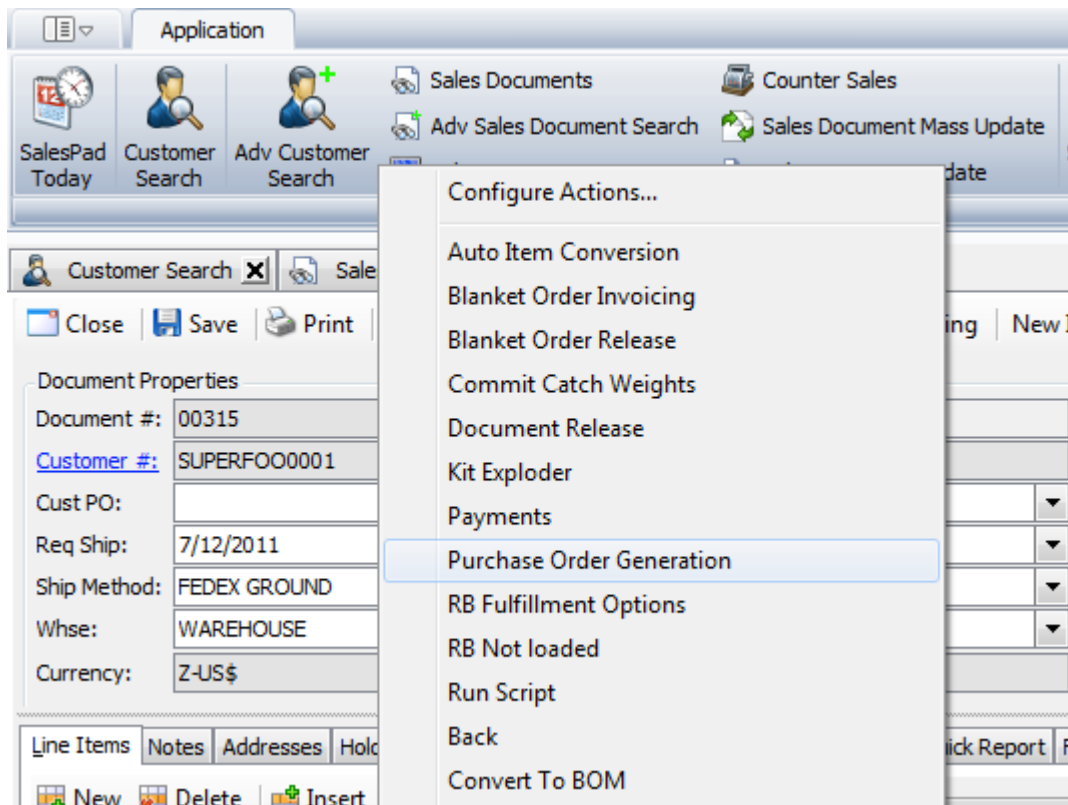 Application
SalesPad Today
Customer Search
Adv Customer Search
Sales Documents
Adv Sales Document Search
Counter Sales
Sales Document Mass Update
date
Configure Actions...
Auto Item Conversion
Blanket Order Invoicing
Blanket Order Release
Commit Catch Weights
Document Release
Kit Exploder
Payments
Purchase Order Generation
RB Fulfillment Options
RB Not loaded
Run Script
Back
Convert To BOM
Customer Search
Sale
Close Save Print ing New
Document Properties
Document #: 00315
Customer #: SUPERFOO0001
Cust PO:
Req Ship: 7/12/2011
Ship Method: FEDEX GROUND
Whse: WAREHOUSE
Currency: Z-US$
Line Items Notes Addresses Hold ick Report
New Delete Insert